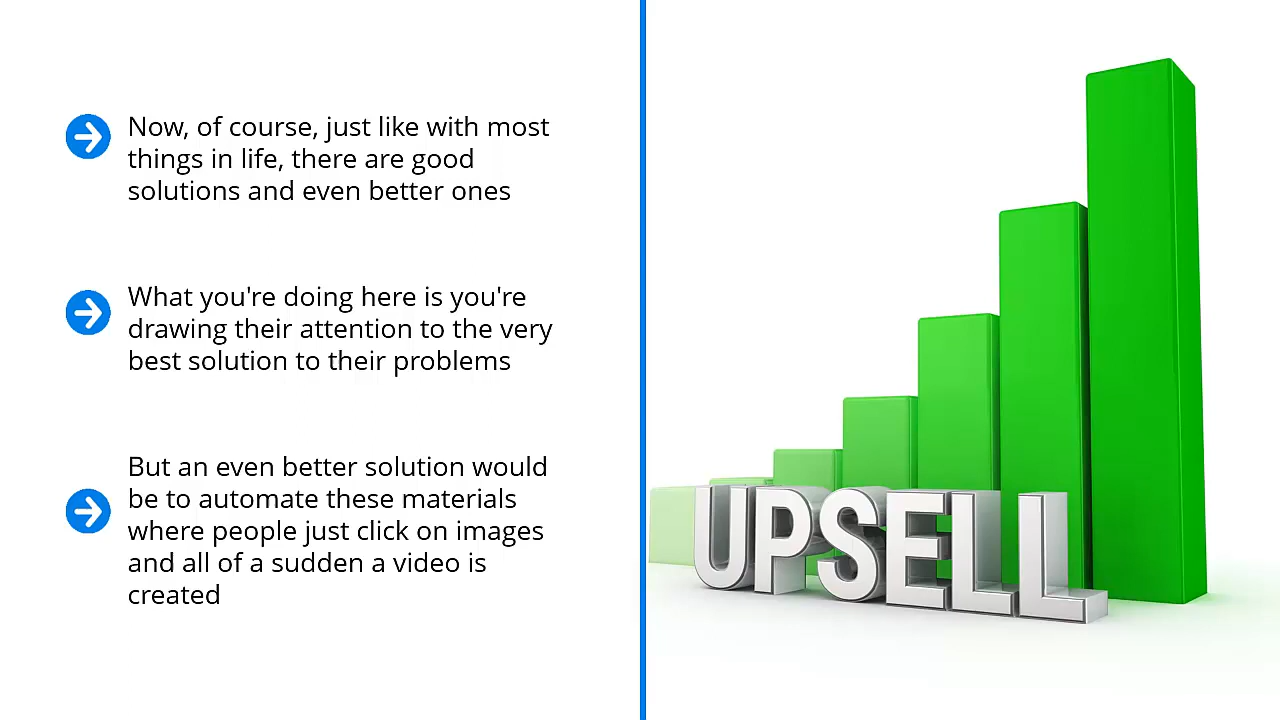 Now, of course, just like with most
things in life, there are good
solutions and even better ones
What you're doing here is you're
drawing their attention to the very
best solution to their problems
But an even better solution would
be to automate these materials
where people just click on images
and all of a sudden a video is
created
UPSELL